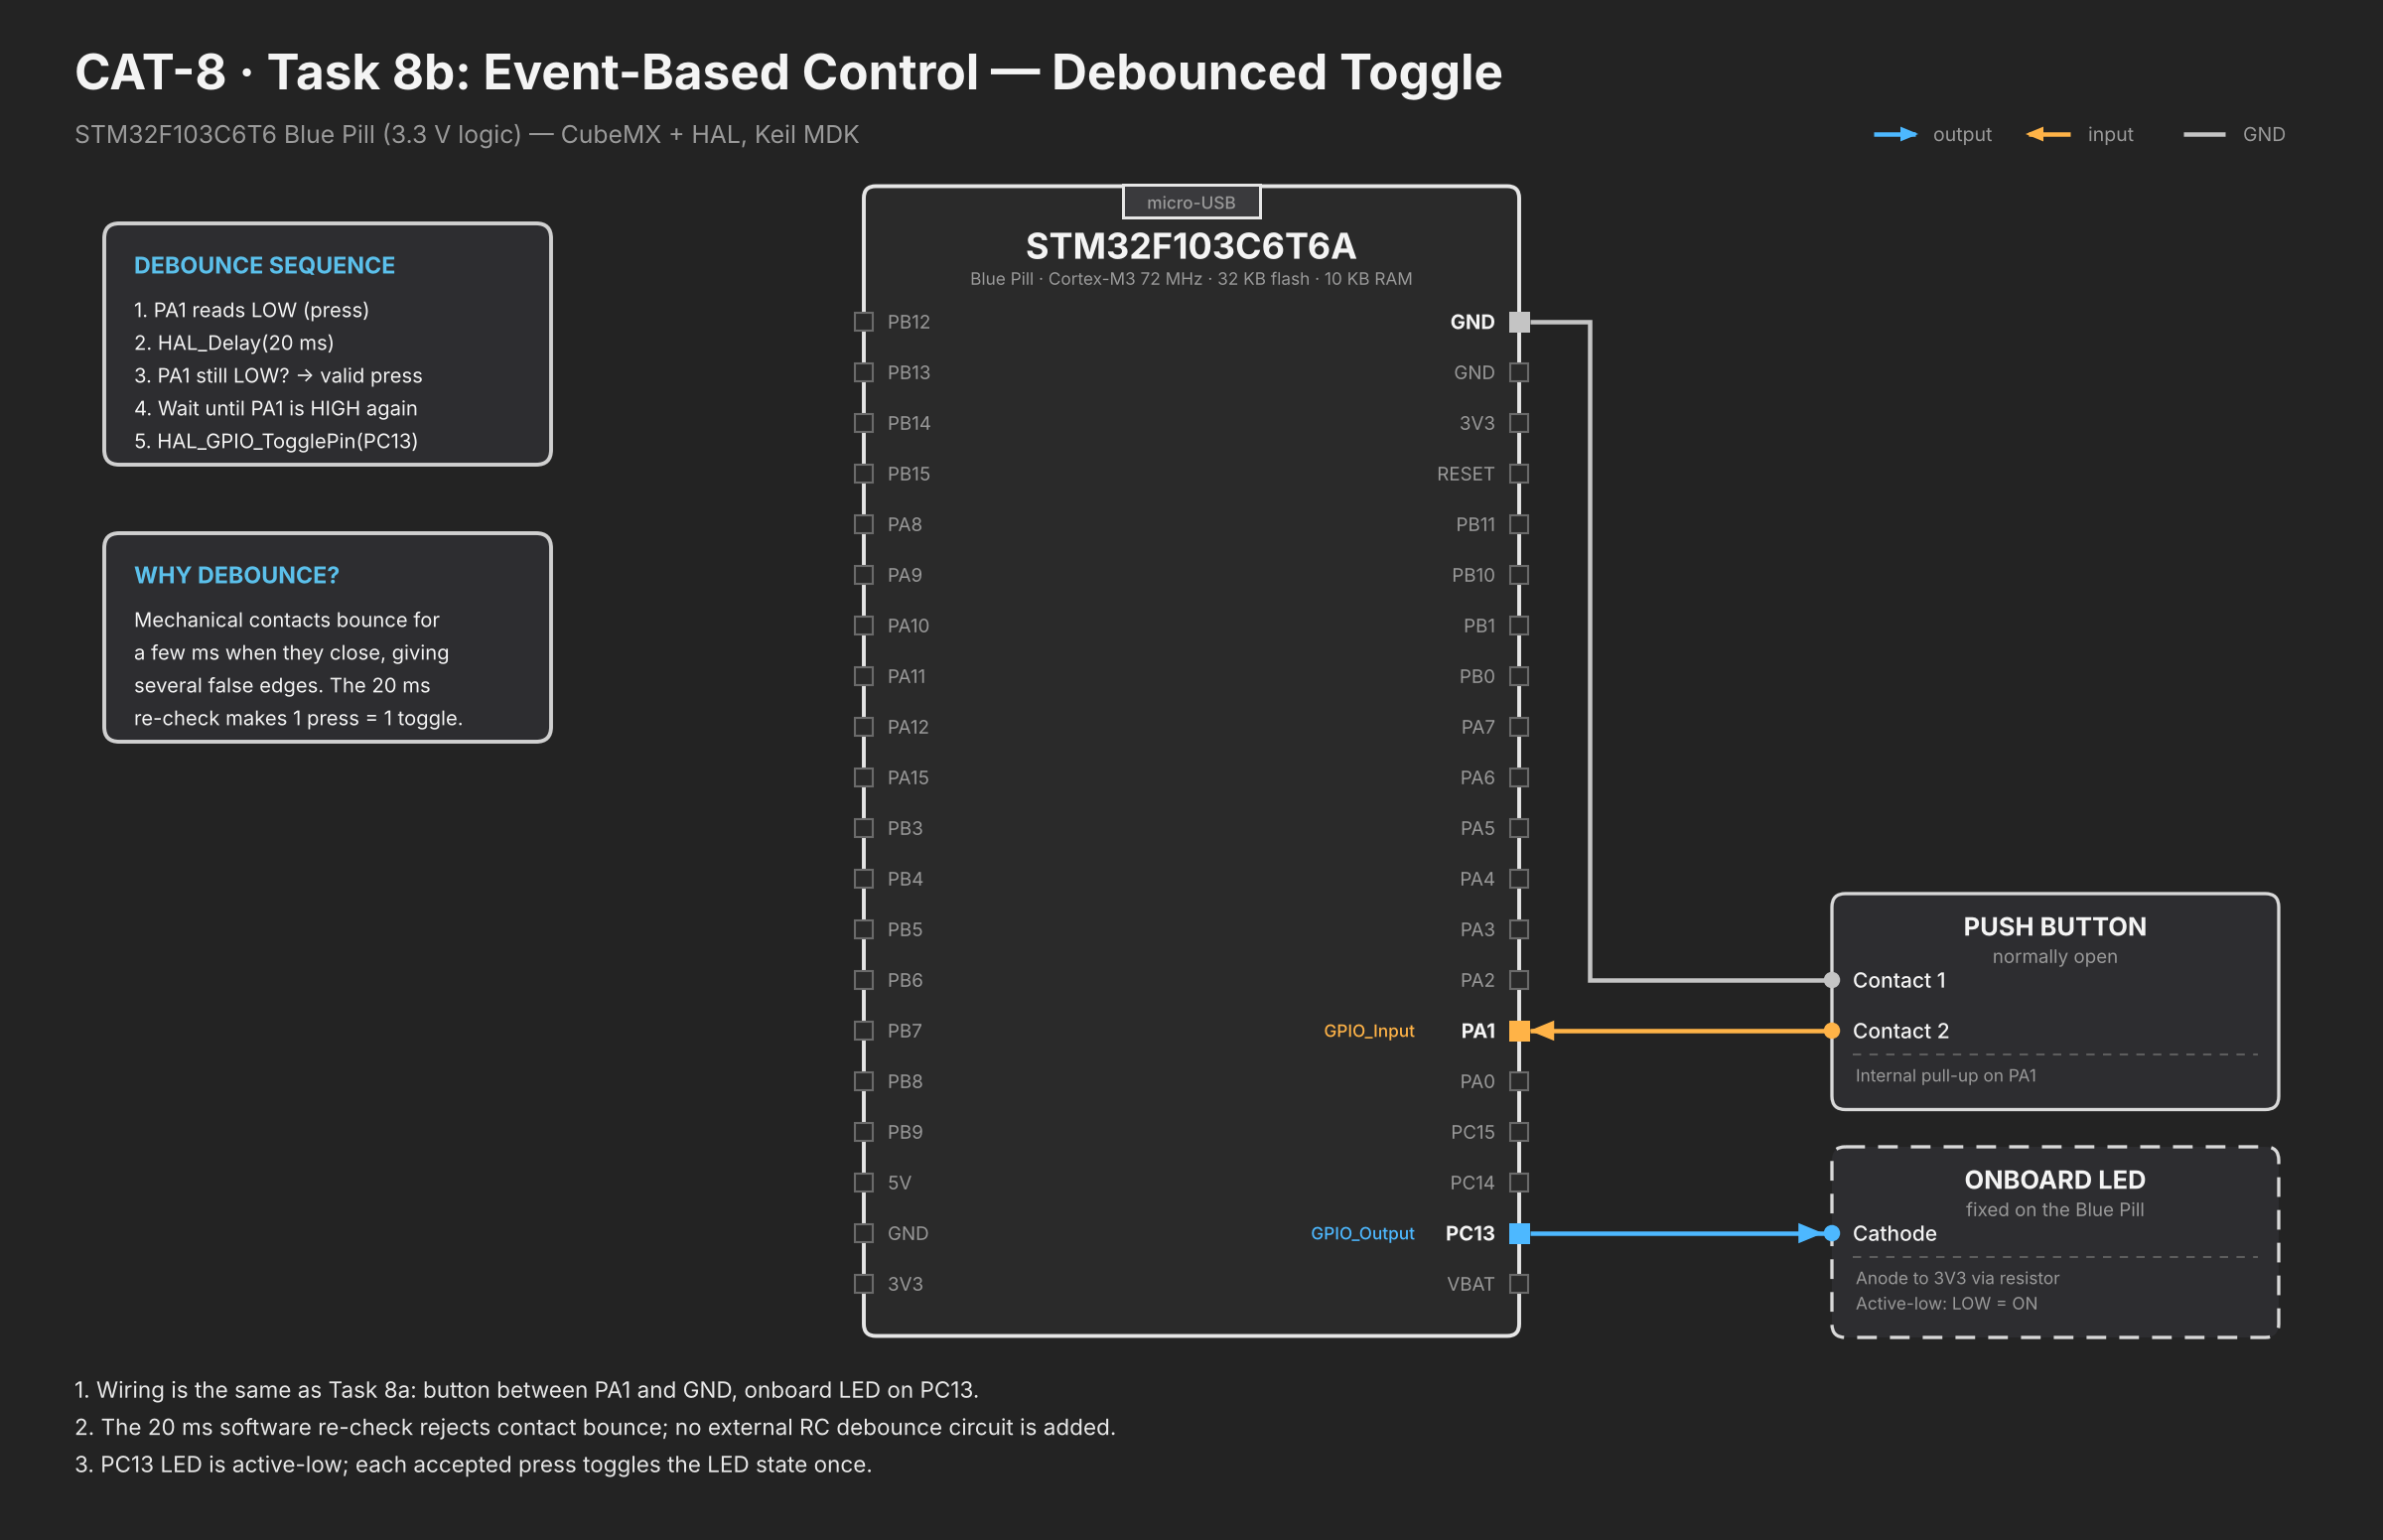 CAT-8 · Task 8b: Event-Based Control — Debounced Toggle
STM32F103C6T6 Blue Pill (3.3 V logic) — CubeMX + HAL, Keil MDK
output
input
GND
DEBOUNCE SEQUENCE
1. PA1 reads LOW (press)
2. HAL_Delay(20 ms)
3. PA1 still LOW? → valid press
4. Wait until PA1 is HIGH again
5. HAL_GPIO_TogglePin(PC13)
WHY DEBOUNCE?
Mechanical contacts bounce for
a few ms when they close, giving
several false edges. The 20 ms
re-check makes 1 press = 1 toggle.
micro-USB
STM32F103C6T6A
Blue Pill · Cortex-M3 72 MHz · 32 KB flash · 10 KB RAM
PB12
PB13
PB14
PB15
PA8
PA9
PA10
PA11
PA12
PA15
PB3
PB4
PB5
PB6
PB7
PB8
PB9
5V
GND
3V3
GND
GND
3V3
RESET
PB11
PB10
PB1
PB0
PA7
PA6
PA5
PA4
PA3
PA2
GPIO_Input PA1
PA0
PC15
PC14
GPIO_Output PC13
VBAT
PUSH BUTTON
normally open
Contact 1
Contact 2
Internal pull-up on PA1
ONBOARD LED
fixed on the Blue Pill
Cathode
Anode to 3V3 via resistor
Active-low: LOW = ON
1. Wiring is the same as Task 8a: button between PA1 and GND, onboard LED on PC13.
2. The 20 ms software re-check rejects contact bounce; no external RC debounce circuit is added.
3. PC13 LED is active-low; each accepted press toggles the LED state once.